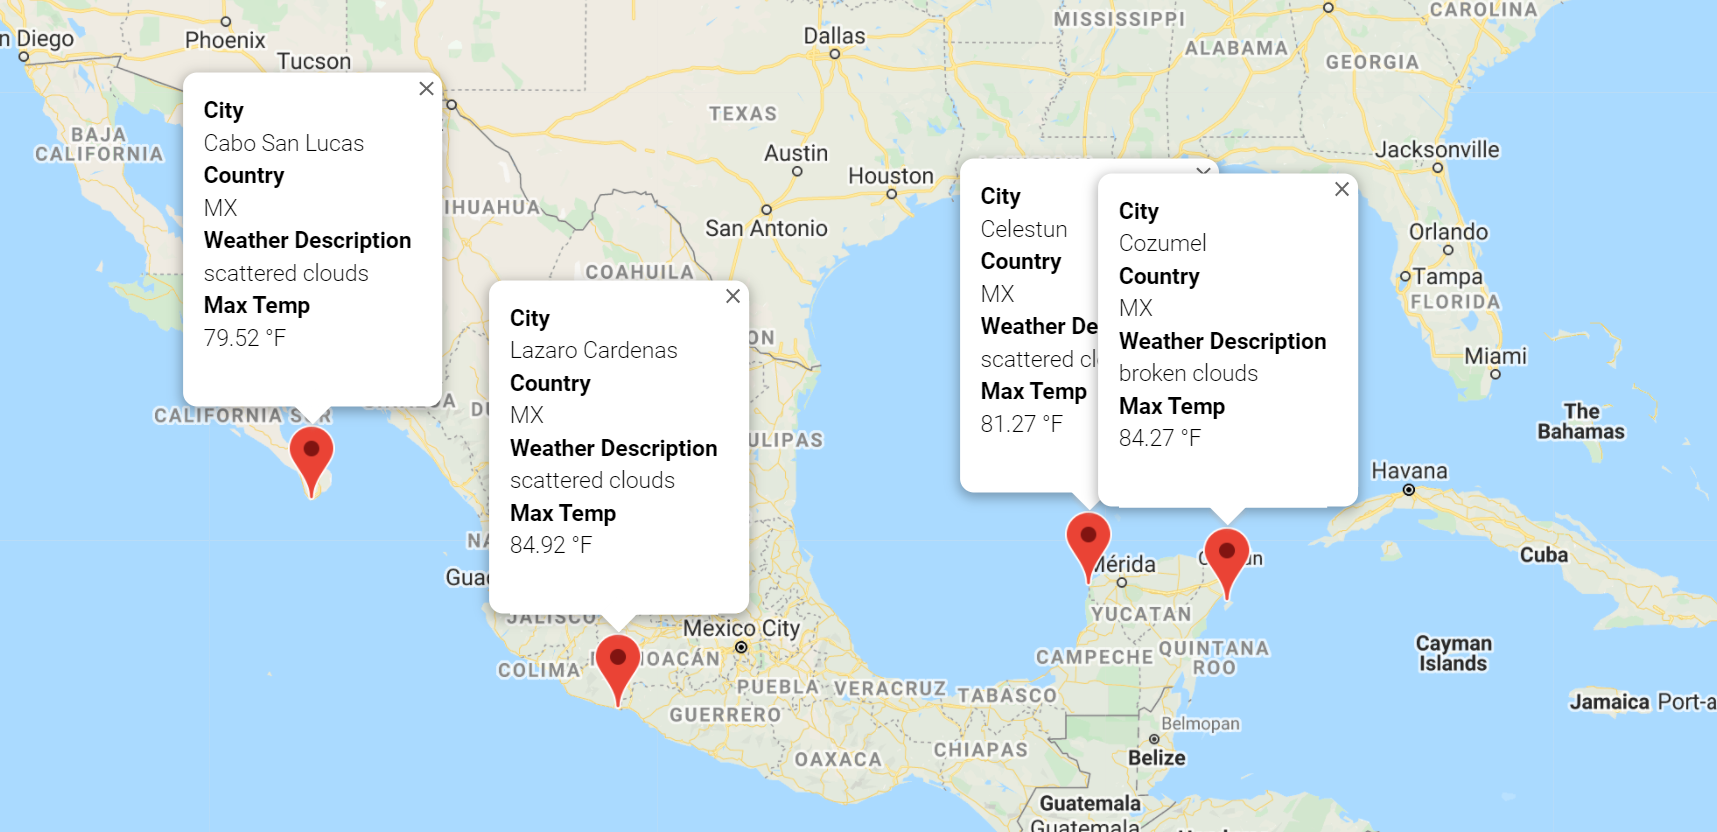 MISSISSIPPI
CAROLINA
n Diego
Phoenix
Dallas
ALABAMA
Tucson
GEORGIA
City
Cabo San Lucas
Country
MX
Weather Description
scattered clouds
Max Temp
79.52 °F
TEXAS
BAJA
CALIFORNIA
Austin
Houston
Jacksonville
San Antonio
IHUAHUA
COAHUILA
City
Lazaro Cardenas
Country
MX
Weather Description
scattered clouds
Max Temp
84.92 °F
City
Celestun
Country
MX
Weather De
scattered cl
Max Temp
81.27 °F
City
Cozumel
Country
MX
Weather Description
broken clouds
Max Temp
84.27 °F
Orlando
Tampa
FLORIDA
Miami
ON
The
Bahamas
CALIFORNIA S R
A
DU
ULIPAS
Havana
NA
Cuba
Guad
Mérida
C un
YUCATAN
JALISCO
Mexico City
Cayman
Islands
COLIMA
M HOACÁN
CAMPECHE
QUINTANA
ROO
PUEBLA
VERACRUZ
TABASCO
Jamaica
Port-a
GUERRERO
Belmopan
OAXACA
CHIAPAS
Belize
Guatemala
Guatemala